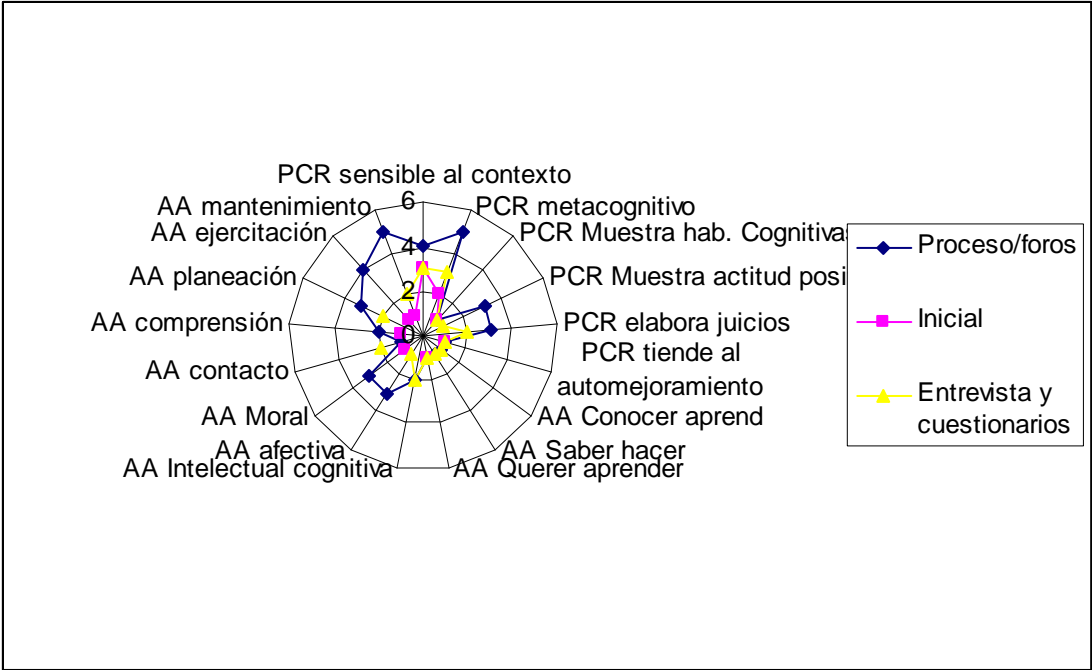 PCR sensible al contexto
6
AA mantenimiento
PCR metacognitivo
AA ejercitación
PCR Muestra hab. Cognitivas
4
AA planeación
PCR Muestra actitud posi
2
AA comprensión
0
PCR elabora juicios
AA contacto
PCR tiende al
automejoramiento
AA Moral
AA Conocer aprend
AA afectiva
AA Saber hacer
AA Intelectual cognitiva
AA Querer aprender
Proceso/foros
Inicial
Entrevista y
cuestionarios